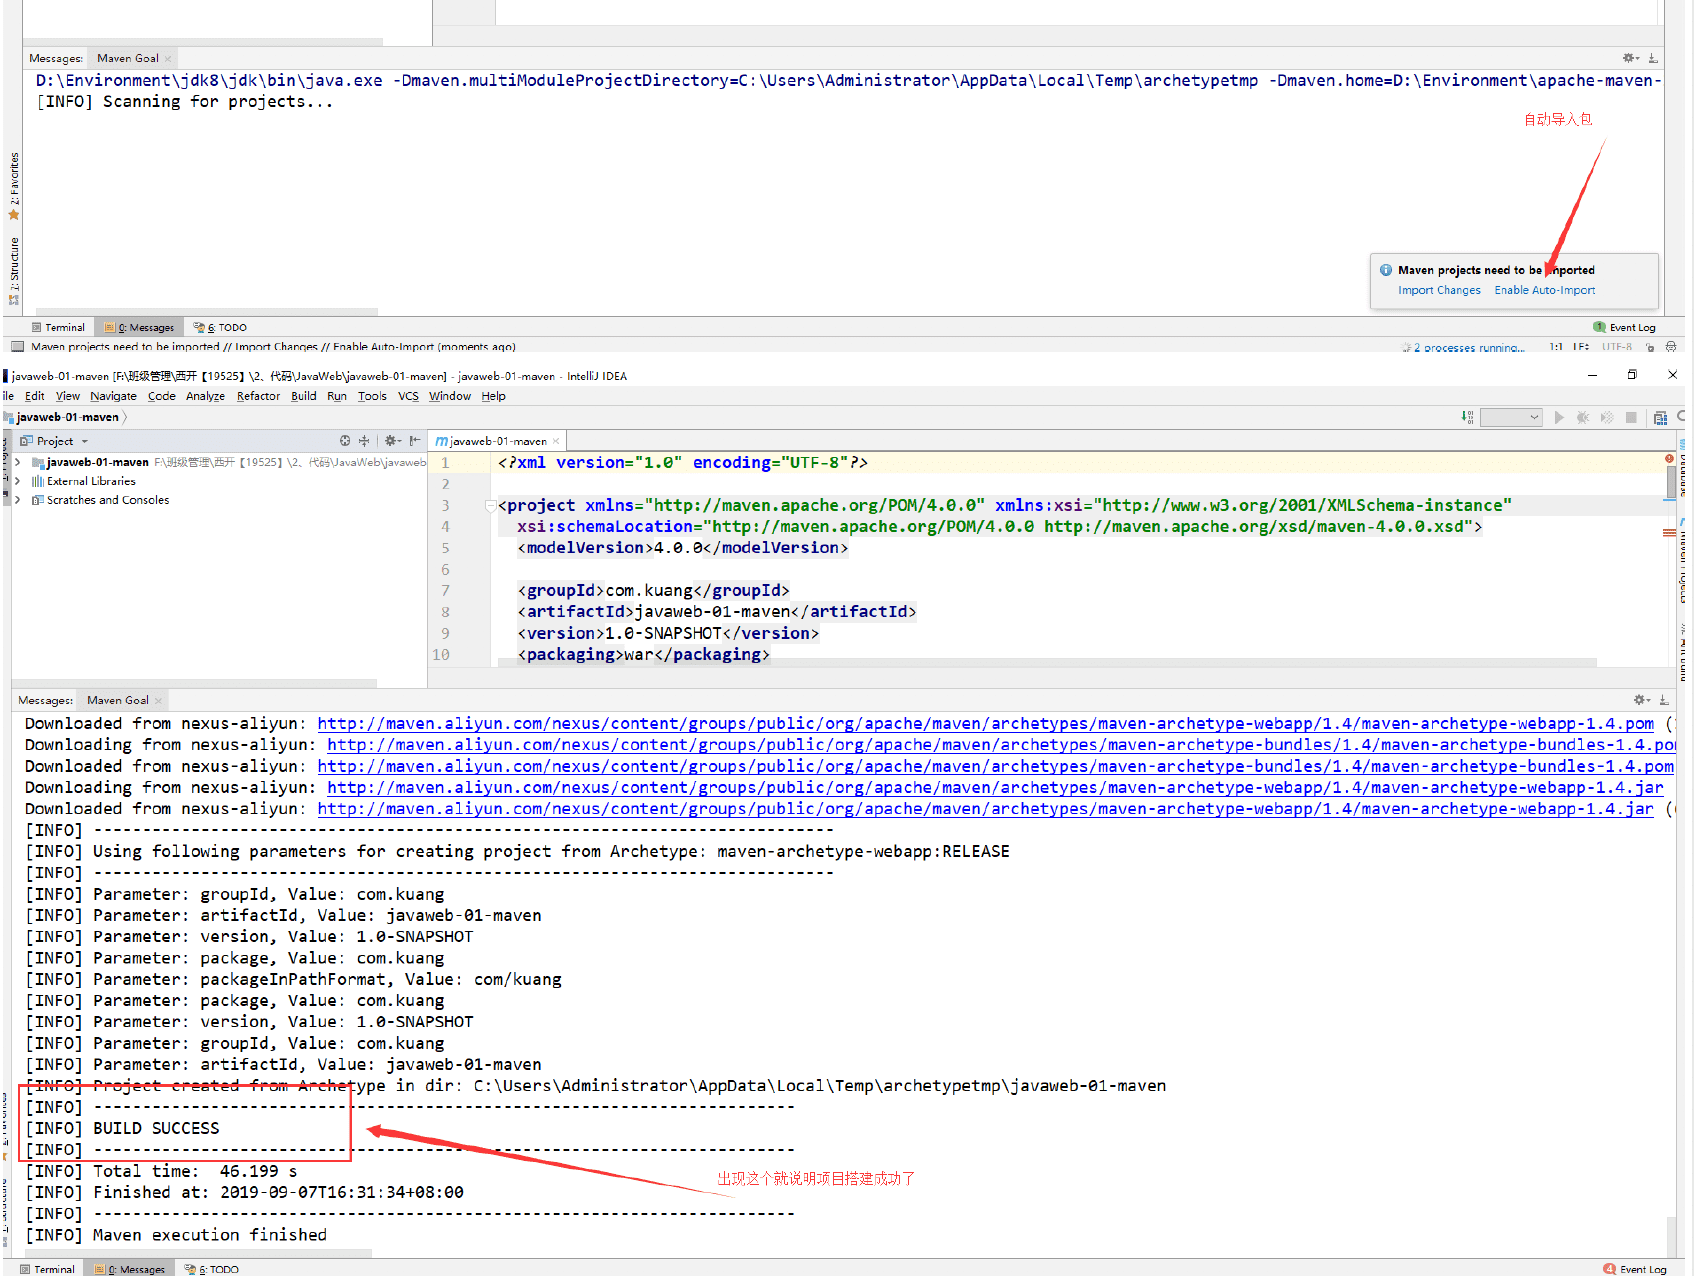 Messages: Maven Goal
D:\Environment\jdk8\jdk\bin\java.exe -Dmaven.multiModuleProjectDirectory=C:\Users\Administrator\AppData\Local\Temp\archetypetmp -Dmaven.home=D:\Environment\apache-maven-
[INFO] Scanning for projects...
自动导入包
2: Favorites
Structure
Maven projects need to be imported
Import Changes Enable Auto-Import
Terminal 0: Messages 6: TODO
1 Event Log
Maven projects need to be imported // Import Changes // Enable Auto-Import (moments ago)
2 processes running... 1:1 LF÷ UTF-8
javaweb-01-maven [F:\班级管理\西开【19525】\2、代码\JavaWeb\javaweb-01-maven] - javaweb-01-maven - IntelliJ IDEA
ile Edit View Navigate Code Analyze Refactor Build Run Tools VCS Window Help
javaweb-01-maven
Project
javaweb-01-maven
javaweb-01-maven F:\班级管理\西开【19525】\2、代码\JavaWeb\javaweb
External Libraries
Scratches and Consoles
1 <?xml version="1.0" encoding="UTF-8"?>
2
3 <project xmlns="http://maven.apache.org/POM/4.0.0" xmlns:xsi="http://www.w3.org/2001/XMLSchema-instance"
4 xsi:schemaLocation="http://maven.apache.org/POM/4.0.0 http://maven.apache.org/xsd/maven-4.0.0.xsd">
5 <modelVersion>4.0.0</modelVersion>
6
7 <groupId>com.kuang</groupId>
8 <artifactId>javaweb-01-maven</artifactId>
9 <version>1.0-SNAPSHOT</version>
10 <packaging>war</packaging>
Messages: Maven Goal
Downloaded from nexus-aliyun: http://maven.aliyun.com/nexus/content/groups/public/org/apache/maven/archetypes/maven-archetype-webapp/1.4/maven-archetype-webapp-1.4.pom (
Downloading from nexus-aliyun: http://maven.aliyun.com/nexus/content/groups/public/org/apache/maven/archetypes/maven-archetype-bundles/1.4/maven-archetype-bundles-1.4.pom
Downloaded from nexus-aliyun: http://maven.aliyun.com/nexus/content/groups/public/org/apache/maven/archetypes/maven-archetype-bundles/1.4/maven-archetype-bundles-1.4.pom
Downloading from nexus-aliyun: http://maven.aliyun.com/nexus/content/groups/public/org/apache/maven/archetypes/maven-archetype-webapp/1.4/maven-archetype-webapp-1.4.jar
Downloaded from nexus-aliyun: http://maven.aliyun.com/nexus/content/groups/public/org/apache/maven/archetypes/maven-archetype-webapp/1.4/maven-archetype-webapp-1.4.jar (
[INFO] ----------------------------------------------------------------------------
[INFO] Using following parameters for creating project from Archetype: maven-archetype-webapp:RELEASE
[INFO] ----------------------------------------------------------------------------
[INFO] Parameter: groupId, Value: com.kuang
[INFO] Parameter: artifactId, Value: javaweb-01-maven
[INFO] Parameter: version, Value: 1.0-SNAPSHOT
[INFO] Parameter: package, Value: com.kuang
[INFO] Parameter: packageInPathFormat, Value: com/kuang
[INFO] Parameter: package, Value: com.kuang
[INFO] Parameter: version, Value: 1.0-SNAPSHOT
[INFO] Parameter: groupId, Value: com.kuang
[INFO] Parameter: artifactId, Value: javaweb-01-maven
[INFO] Project created from Archetype in dir: C:\Users\Administrator\AppData\Local\Temp\archetypetmp\javaweb-01-maven
[INFO] ------------------------------------------------------------------------
[INFO] BUILD SUCCESS
[INFO] ------------------------------------------------------------------------
[INFO] Total time:  46.199 s
出现这个就说明项目搭建成功了
[INFO] Finished at: 2019-09-07T16:31:34+08:00
[INFO] ------------------------------------------------------------------------
[INFO] Maven execution finished
Terminal 0: Messages 6: TODO
4 Event Log